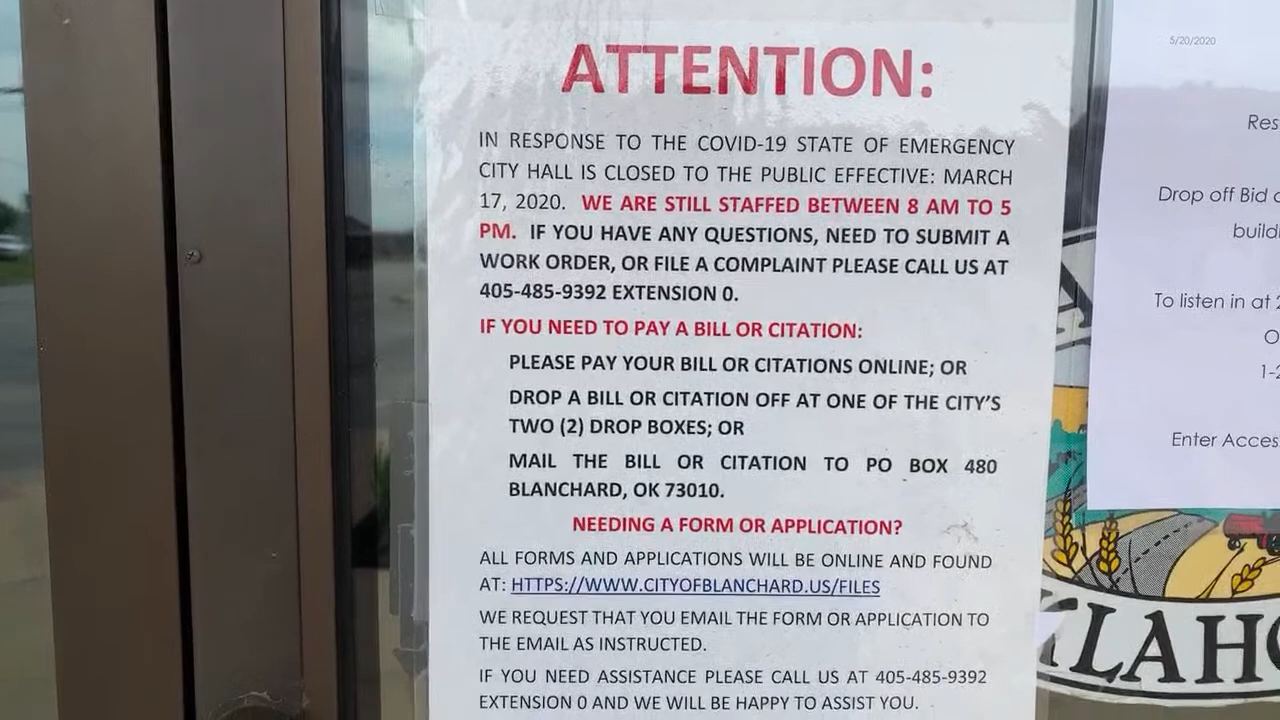 ATTENTION:
IN RESPONSE TO THE COVID-19 STATE OF EMERGENCY
CITY HALL IS CLOSED TO THE PUBLIC EFFECTIVE: MARCH
17, 2020. WE ARE STILL STAFFED BETWEEN 8 AM TO 5
PM. IF YOU HAVE ANY QUESTIONS, NEED TO SUBMIT A
WORK ORDER, OR FILE A COMPLAINT PLEASE CALL US AT
405-485-9392 EXTENSION 0.
IF YOU NEED TO PAY A BILL OR CITATION:
PLEASE PAY YOUR BILL OR CITATIONS ONLINE; OR
DROP A BILL OR CITATION OFF AT ONE OF THE CITY'S
TWO (2) DROP BOXES; OR
MAIL THE BILL OR CITATION TO PO BOX 480
BLANCHARD, OK 73010.
NEEDING A FORM OR APPLICATION?
ALL FORMS AND APPLICATIONS WILL BE ONLINE AND FOUND
AT: HTTPS://WWW.CITYOFBLANCHARD.US/FILES
WE REQUEST THAT YOU EMAIL THE FORM OR APPLICATION TO
THE EMAIL AS INSTRUCTED.
IF YOU NEED ASSISTANCE PLEASE CALL US AT 405-485-9392
EXTENSION 0 AND WE WILL BE HAPPY TO ASSIST YOU.
5/20/2020
Res
Drop off Bid
build
To listen in at
1-2
Enter Acces
LAH